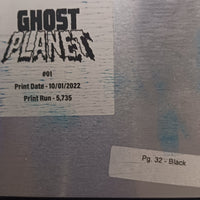 GHOST
PLANET
#01
Print Date - 10/01/2022
Print Run - 5,735
Pg. 32 - Black